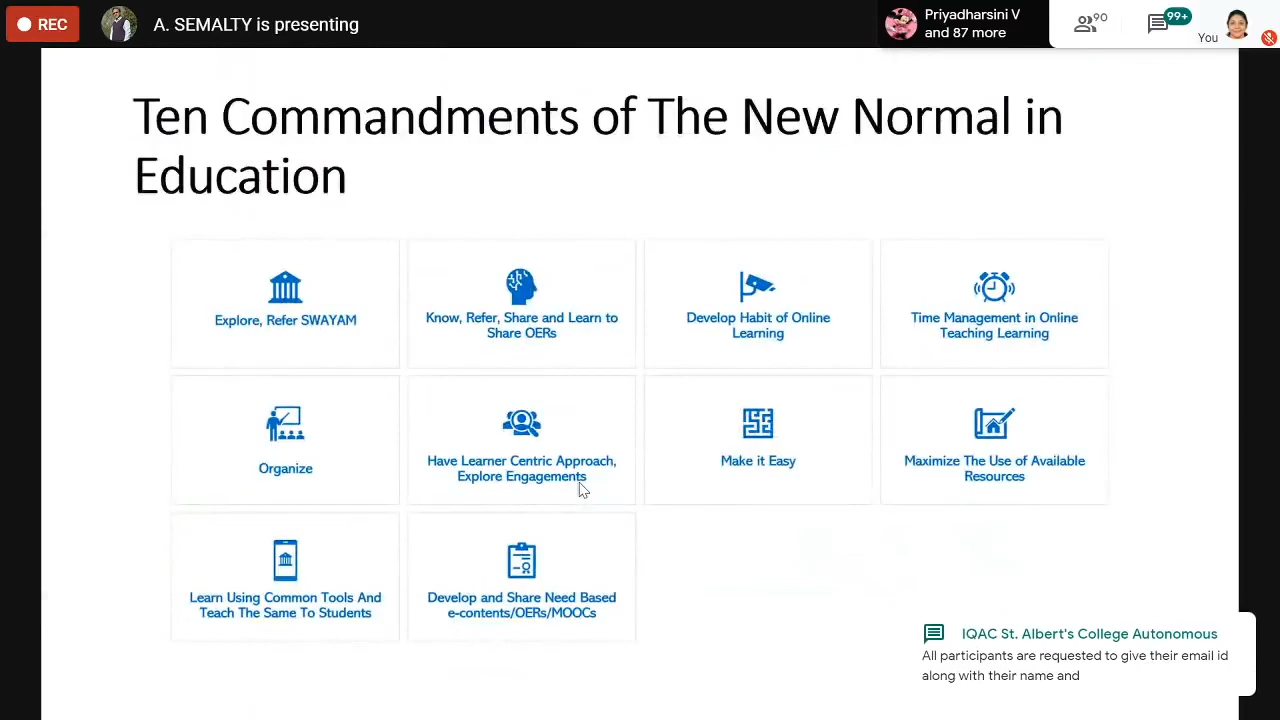 REC
A. SEMALTY is presenting
Priyadharsini V
and 87 more
90
99+
You
Ten Commandments of The New Normal in
Education
Explore, Refer SWAYAM
Know, Refer, Share and Learn to
Share OERs
Develop Habit of Online
Learning
Time Management in Online
Teaching Learning
Organize
Have Learner Centric Approach,
Explore Engagements
Make it Easy
Maximize The Use of Available
Resources
Learn Using Common Tools And
Teach The Same To Students
Develop and Share Need Based
e-contents/OERs/MOOCs
IQAC St. Albert's College Autonomous
All participants are requested to give their email id
along with their name and